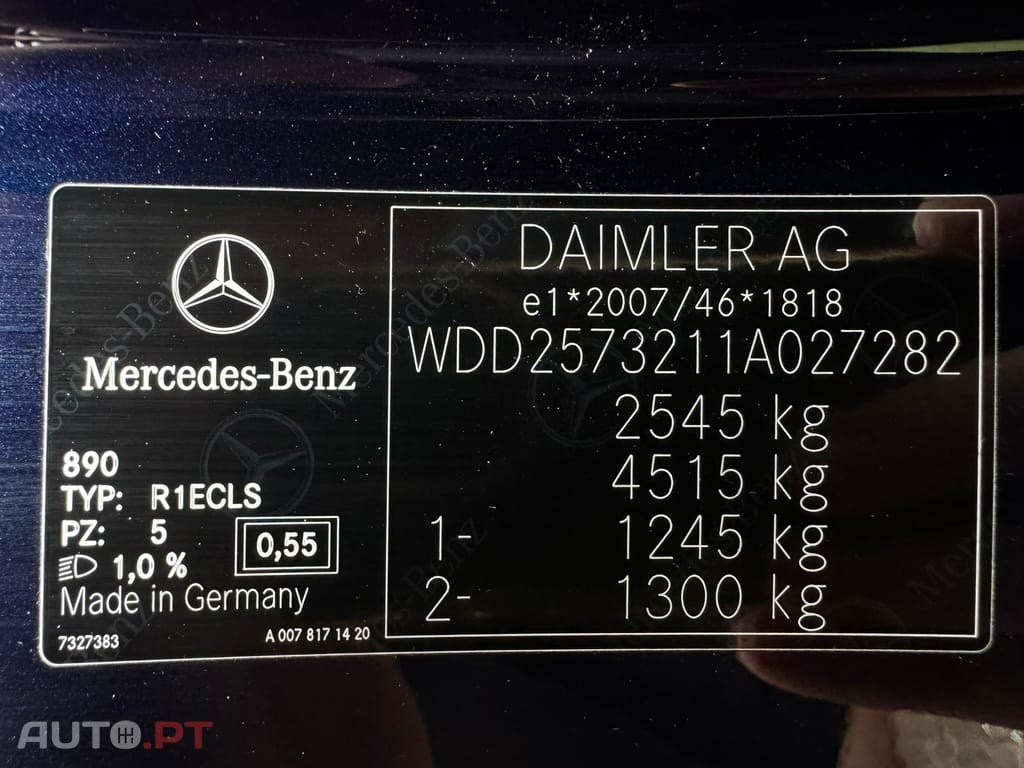 Mercedes-Benz
890
TYP: R1ECLS
PZ: 5
0,55
1,0 %
Made in Germany
7327383
A 007 817 14 20
DAIMLER AG
e1*2007/46*1818
WDD2573211A027282
2545 kg
4515 kg
1- 1245 kg
2- 1300 kg
AUTO.PT